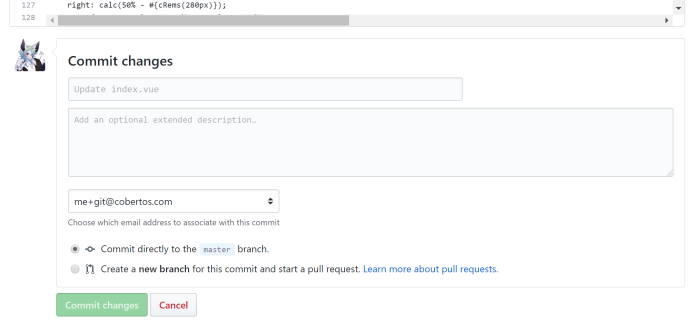 127 right: calc(50% - #{cRems(280px)});
128
Commit changes
Update index.vue
Add an optional extended description…
me+git@cobertos.com
Choose which email address to associate with this commit
Commit directly to the master branch.
Create a new branch for this commit and start a pull request. Learn more about pull requests.
Commit changes Cancel